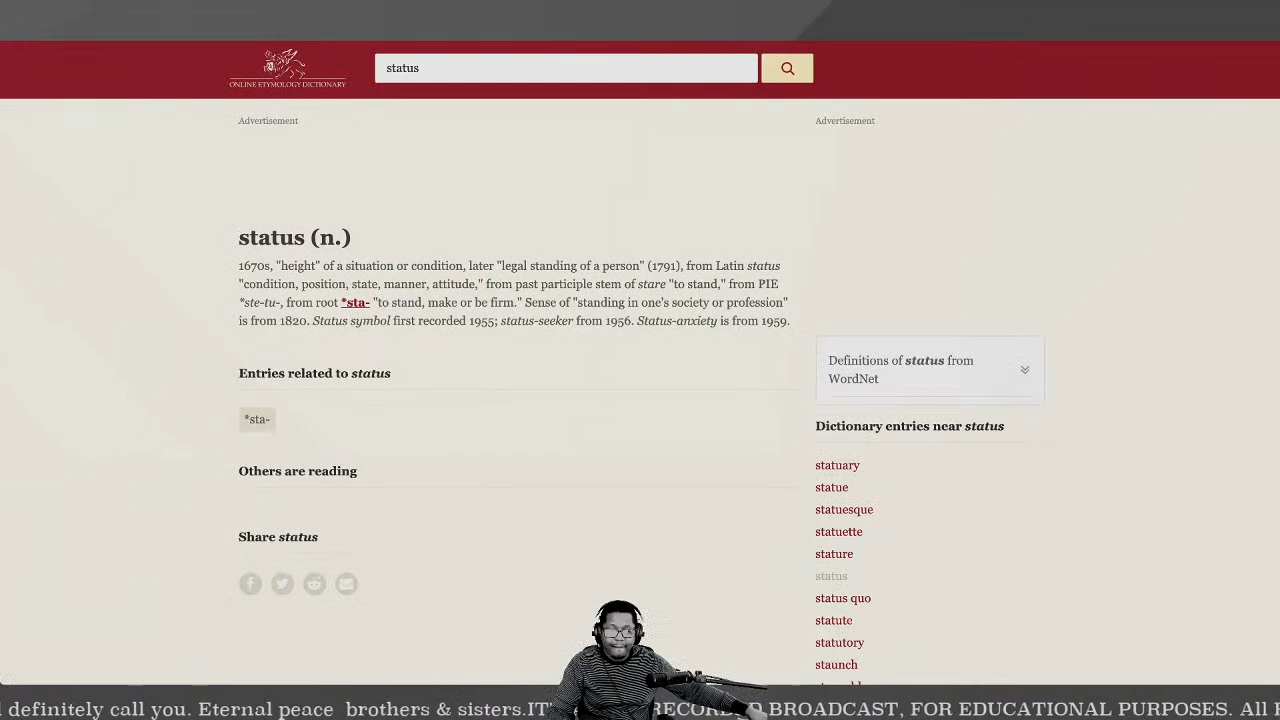 ONLINE ETYMOLOGY DICTIONARY
status
Advertisement
Advertisement
status (n.)
1670s, "height" of a situation or condition, later "legal standing of a person" (1791), from Latin status
"condition, position, state, manner, attitude," from past participle stem of stare "to stand," from PIE
*ste-tu-, from root *sta- "to stand, make or be firm." Sense of "standing in one's society or profession"
is from 1820. Status symbol first recorded 1955; status-seeker from 1956. Status-anxiety is from 1959.
Entries related to status
*sta-
Others are reading
Share status
Definitions of status from
WordNet
Dictionary entries near status
statuary
statue
statuesque
statuette
stature
status
status quo
statute
statutory
staunch
definitely call you. Eternal peace brothers & sisters. RECORDED BROADCAST, FOR EDUCATIONAL PURPOSES. All